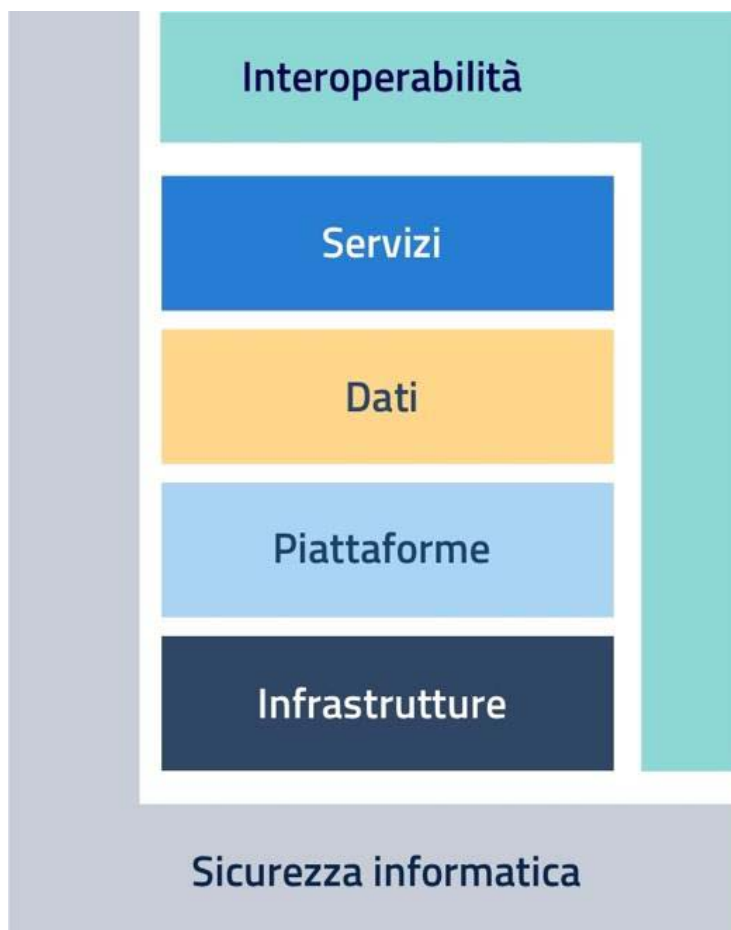 Interoperabilità
Servizi
Dati
Piattaforme
Infrastrutture
Sicurezza informatica